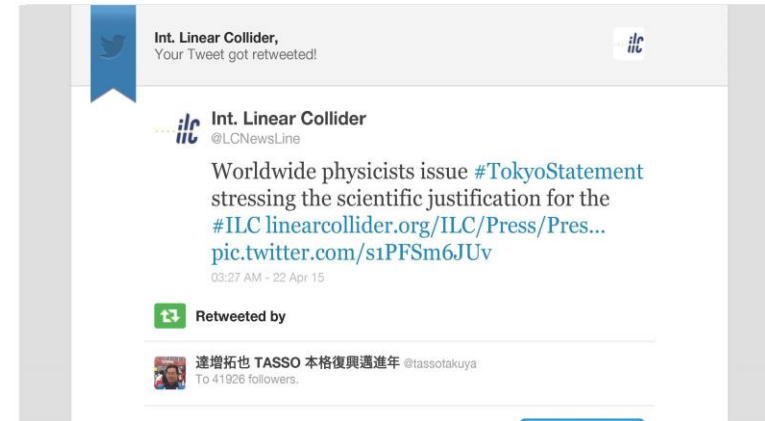 Int. Linear Collider,
Your Tweet got retweeted!
ilc
ilc
Int. Linear Collider
@LCNewsLine
Worldwide physicists issue #TokyoStatement
stressing the scientific justification for the
#ILC linearcollider.org/ILC/Press/Pres...
pic.twitter.com/s1PFSm6JUv
03:27 AM - 22 Apr 15
Retweeted by
達増拓也 TASSO 本格復興邁進年 @tassotakuya
To 41926 followers.